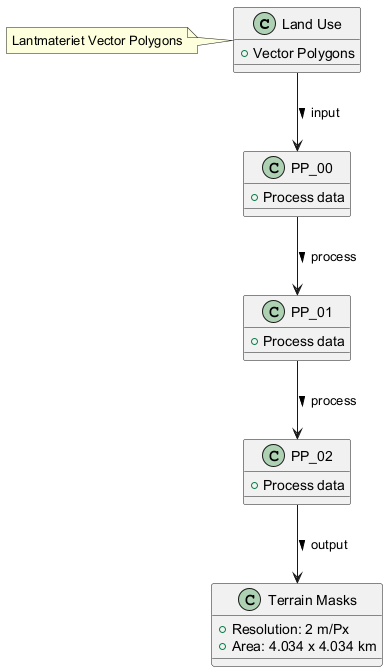 C Land Use
Lantmateriet Vector Polygons
Vector Polygons
input
C PP_00
Process data
process
C PP_01
Process data
process
C PP_02
Process data
output
C Terrain Masks
Resolution: 2 m/Px
Area: 4.034 x 4.034 km